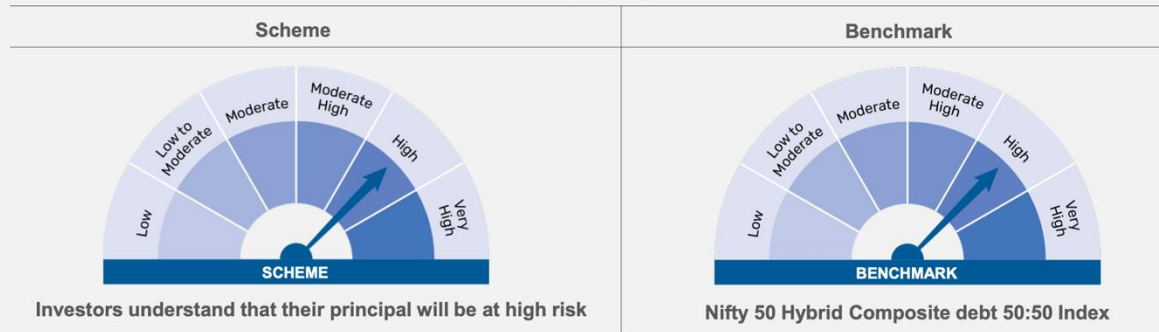 Scheme
Benchmark
Low
Low to
Moderate
Moderate
Moderate
High
High
Very
High
SCHEME
Investors understand that their principal will be at high risk
Low
Low to
Moderate
Moderate
Moderate
High
High
Very
High
BENCHMARK
Nifty 50 Hybrid Composite debt 50:50 Index